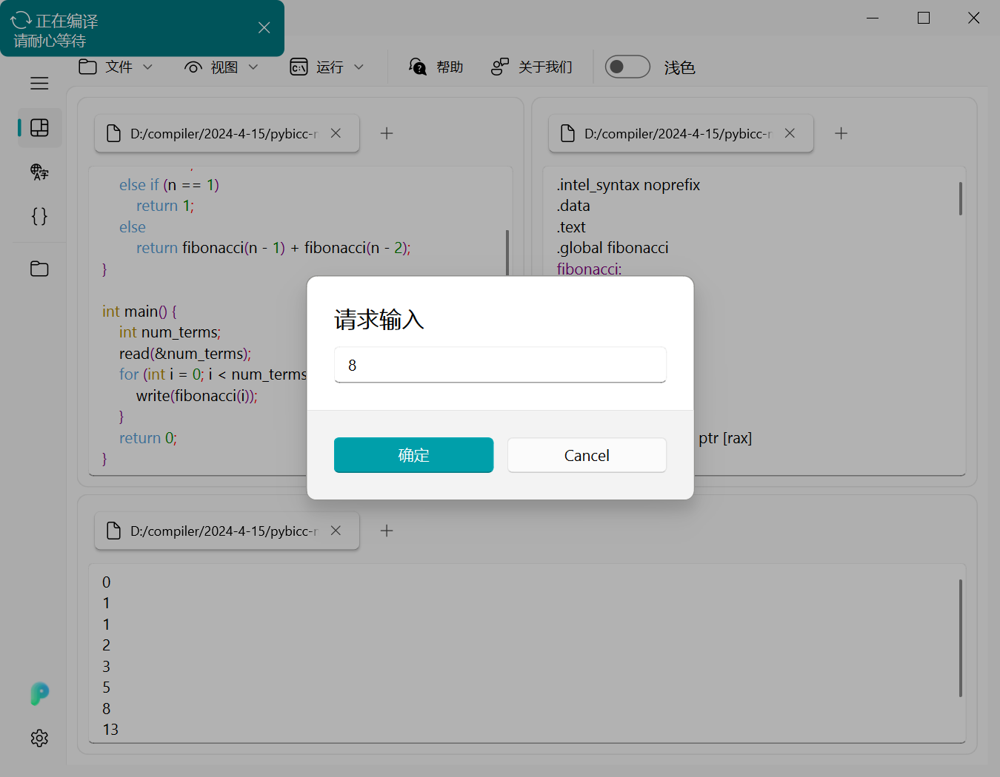 正在编译
请耐心等待
文件 视图 运行 帮助 关于我们 浅色
D:/compiler/2024-4-15/pybicc-
else if (n == 1)
return 1;
else
return fibonacci(n - 1) + fibonacci(n - 2);
}
int main() {
int num_terms;
read(&num_terms);
for (int i = 0; i < num_terms
write(fibonacci(i));
}
return 0;
}
D:/compiler/2024-4-15/pybicc-
.intel_syntax noprefix
.data
.text
.global fibonacci
fibonacci:
ptr [rax]
请求输入
8
确定 Cancel
D:/compiler/2024-4-15/pybicc-
0
1
1
2
3
5
8
13